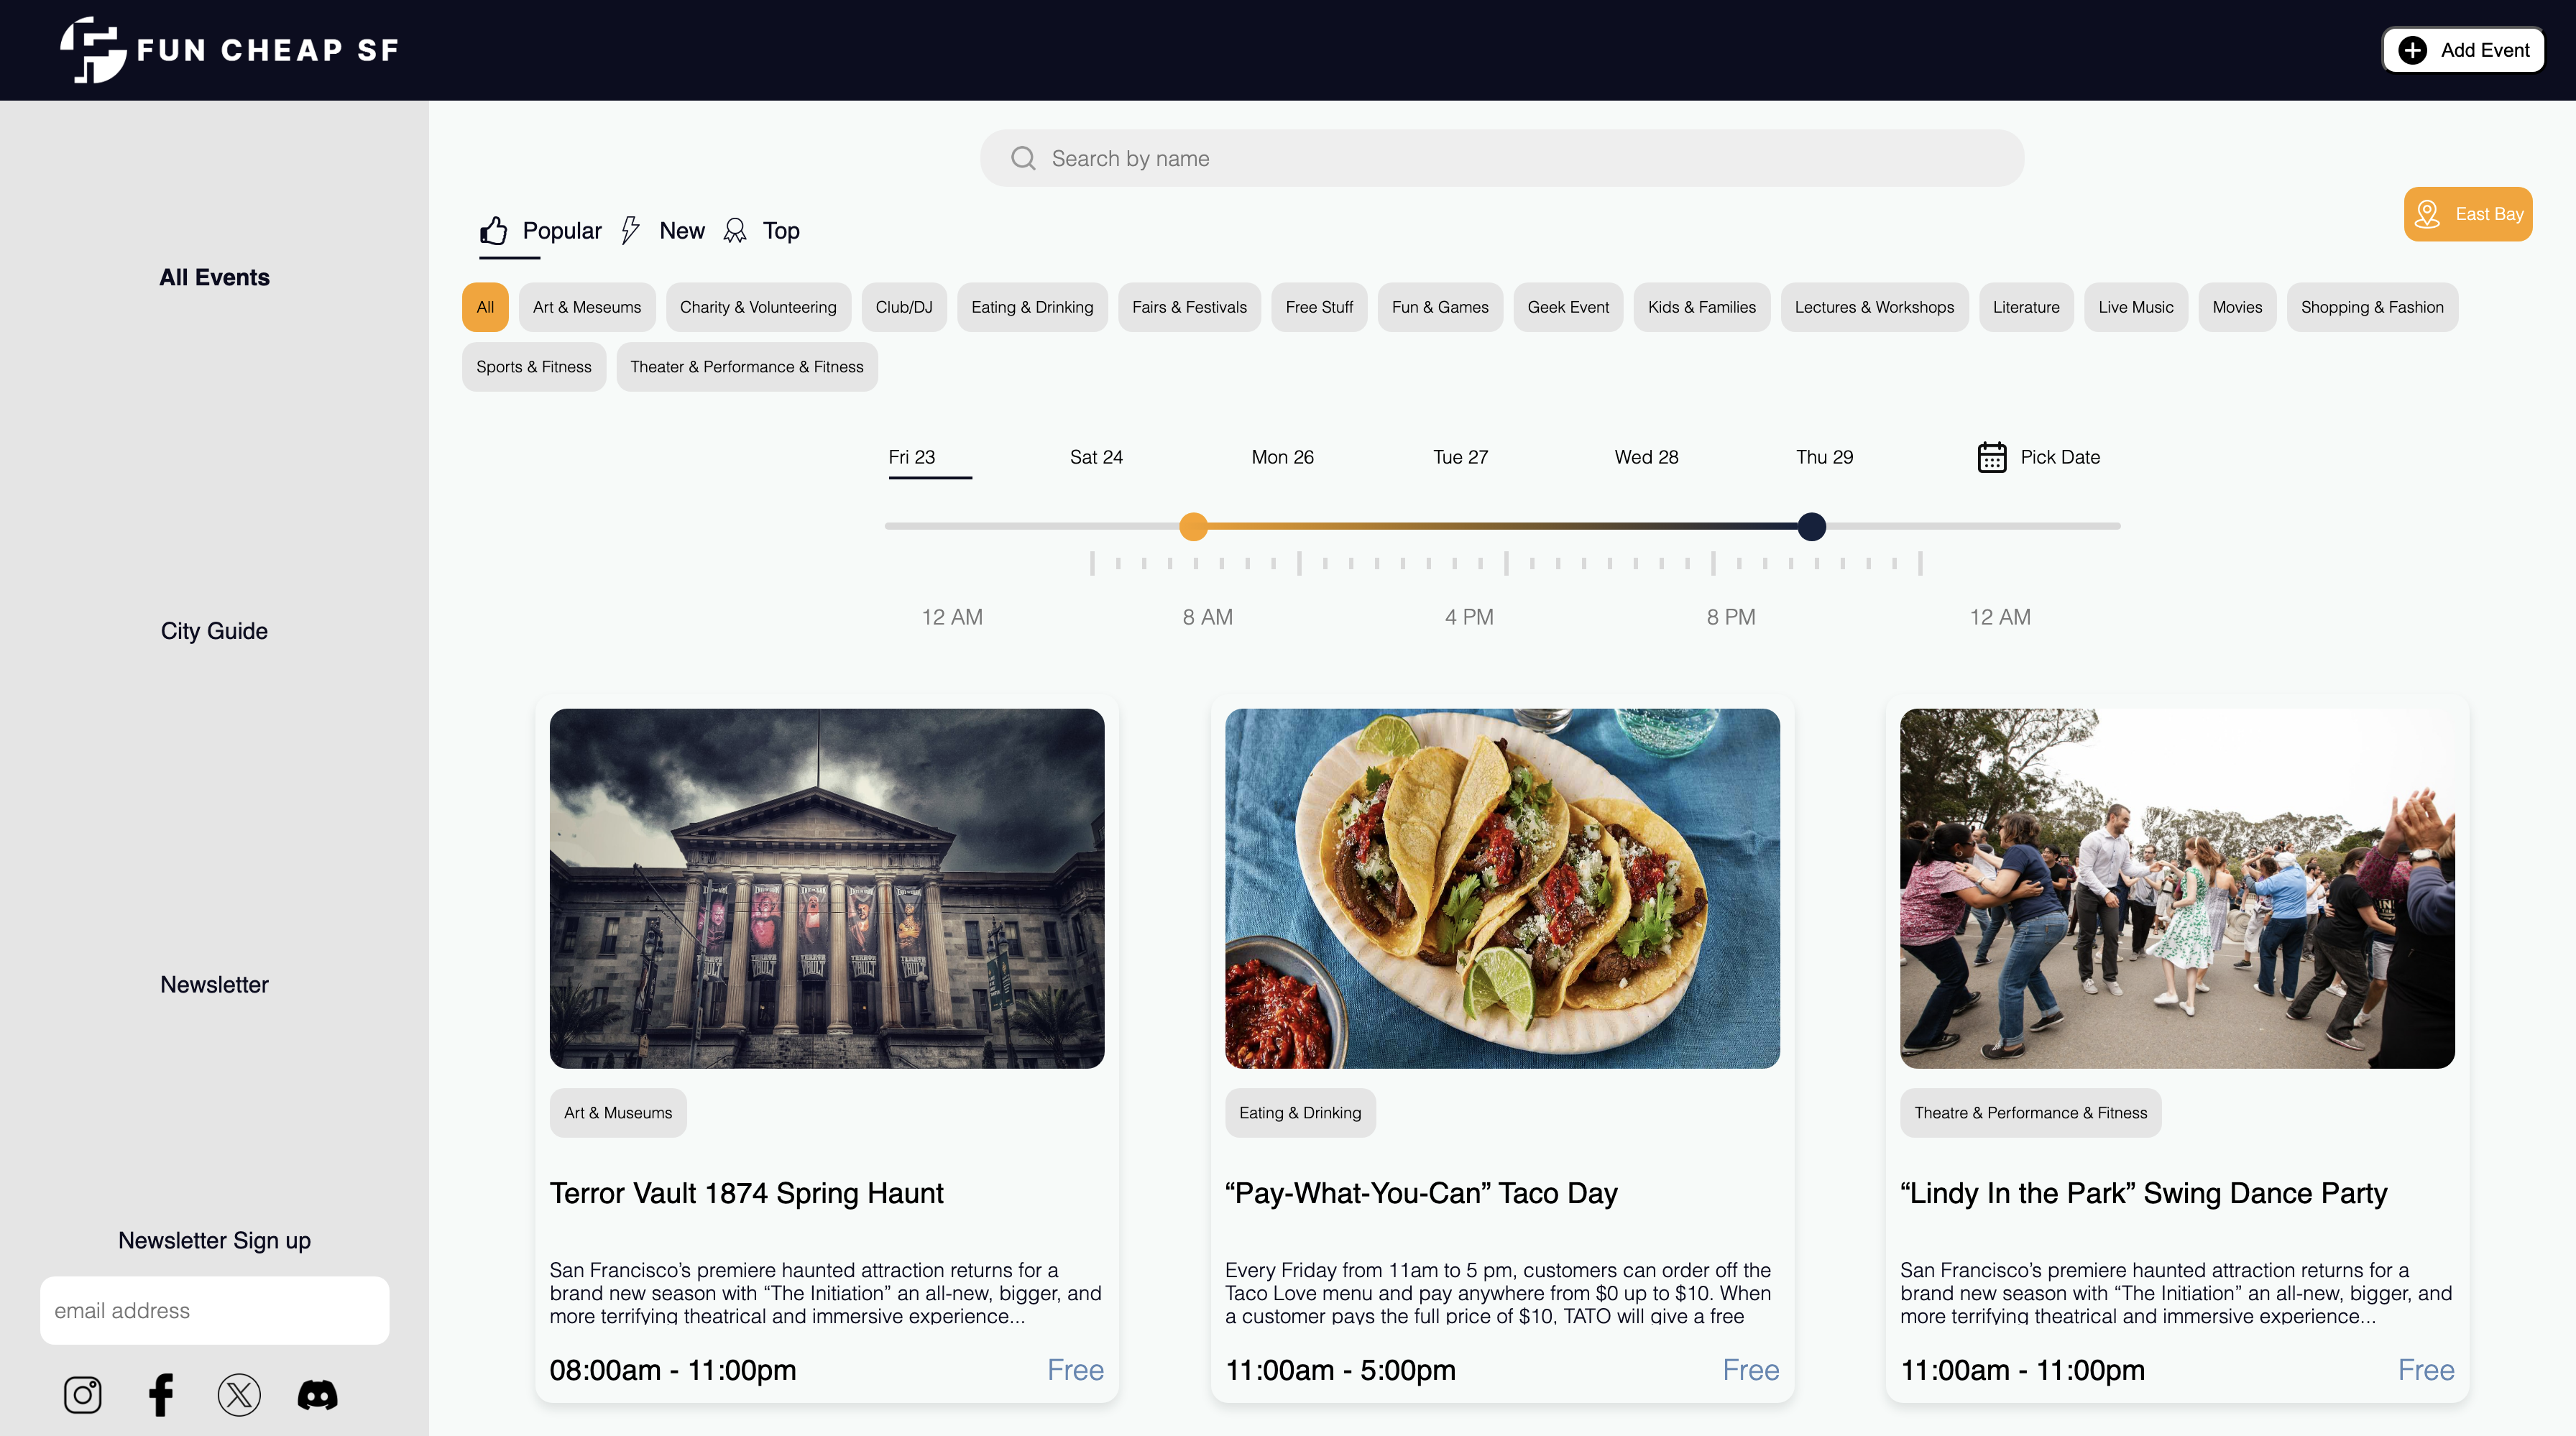 FUN CHEAP SF
Add Event
Search by name
Popular
New
Top
East Bay
All Events
City Guide
Newsletter
Newsletter Sign up
email address
All
Art & Meseums
Charity & Volunteering
Club/DJ
Eating & Drinking
Fairs & Festivals
Free Stuff
Fun & Games
Geek Event
Kids & Families
Lectures & Workshops
Literature
Live Music
Movies
Shopping & Fashion
Sports & Fitness
Theater & Performance & Fitness
Fri 23
Sat 24
Mon 26
Tue 27
Wed 28
Thu 29
Pick Date
12 AM
8 AM
4 PM
8 PM
12 AM
TERROR VAULT
TERROR VAULT
TERROR VAULT
Art & Museums
Terror Vault 1874 Spring Haunt
San Francisco’s premiere haunted attraction returns for a
brand new season with “The Initiation” an all-new, bigger, and
more terrifying theatrical and immersive experience...
08:00am - 11:00pm
Free
Eating & Drinking
“Pay-What-You-Can” Taco Day
Every Friday from 11am to 5 pm, customers can order off the
Taco Love menu and pay anywhere from $0 up to $10. When
a customer pays the full price of $10, TATO will give a free
11:00am - 5:00pm
Free
Theatre & Performance & Fitness
“Lindy In the Park” Swing Dance Party
San Francisco’s premiere haunted attraction returns for a
brand new season with “The Initiation” an all-new, bigger, and
more terrifying theatrical and immersive experience...
11:00am - 11:00pm
Free